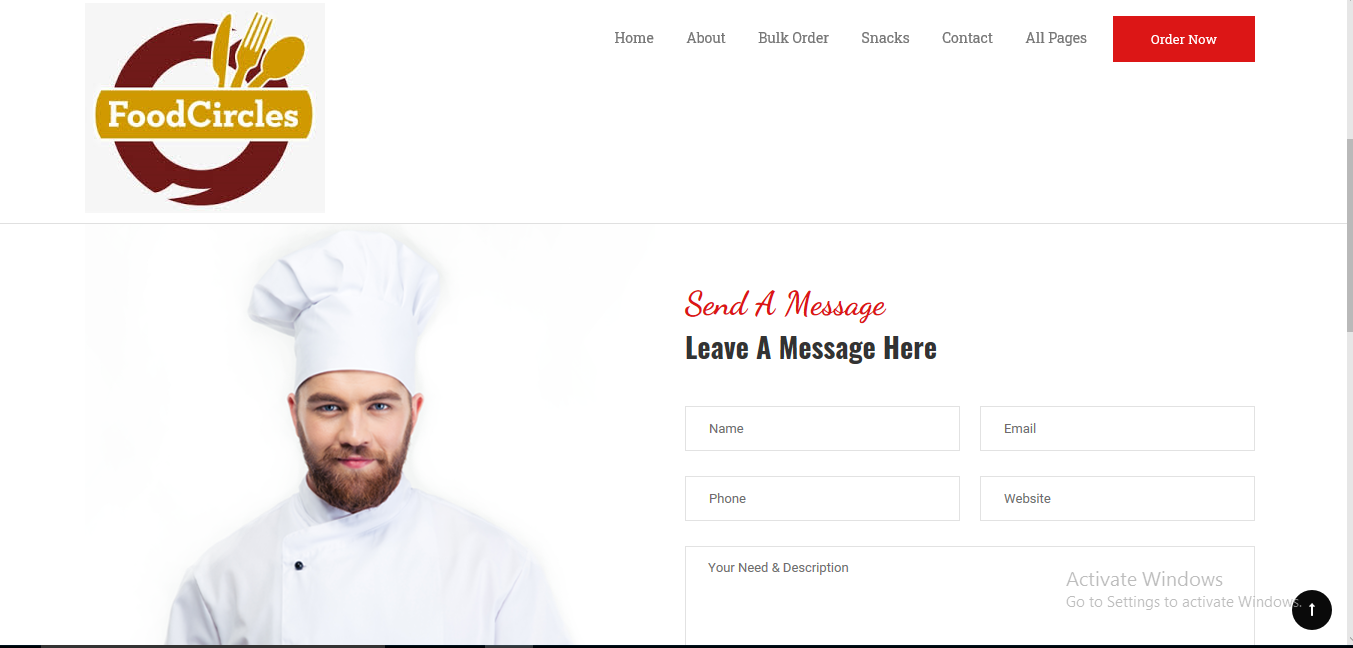 FoodCircles
Home About Bulk Order Snacks Contact All Pages Order Now
Send A Message
Leave A Message Here
Name Email
Phone Website
Your Need & Description
Activate Windows
Go to Settings to activate Windows.